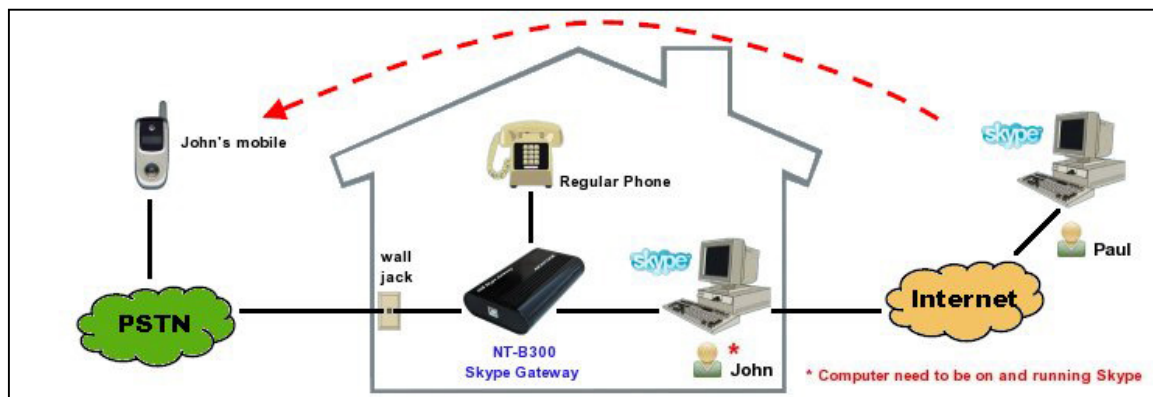 John's mobile
skype
Regular Phone
wall
jack
skype
Paul
PSTN
Internet
NT-B300
Skype Gateway
*
John
* Computer need to be on and running Skype